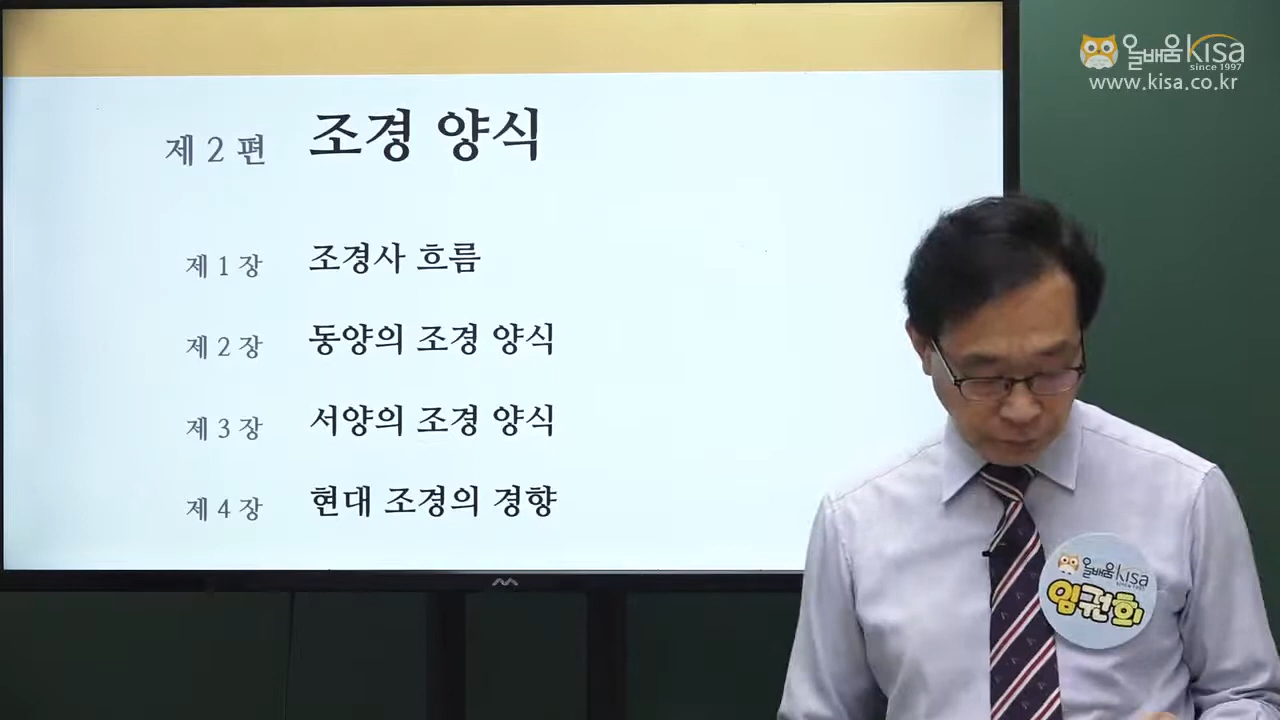 올배움kisa
since 1997
www.kisa.co.kr
제 2 편 조경 양식
제 1 장 조경사 흐름
제 2 장 동양의 조경 양식
제 3 장 서양의 조경 양식
제 4 장 현대 조경의 경향
올배움kisa
SINCE 1997
임권희